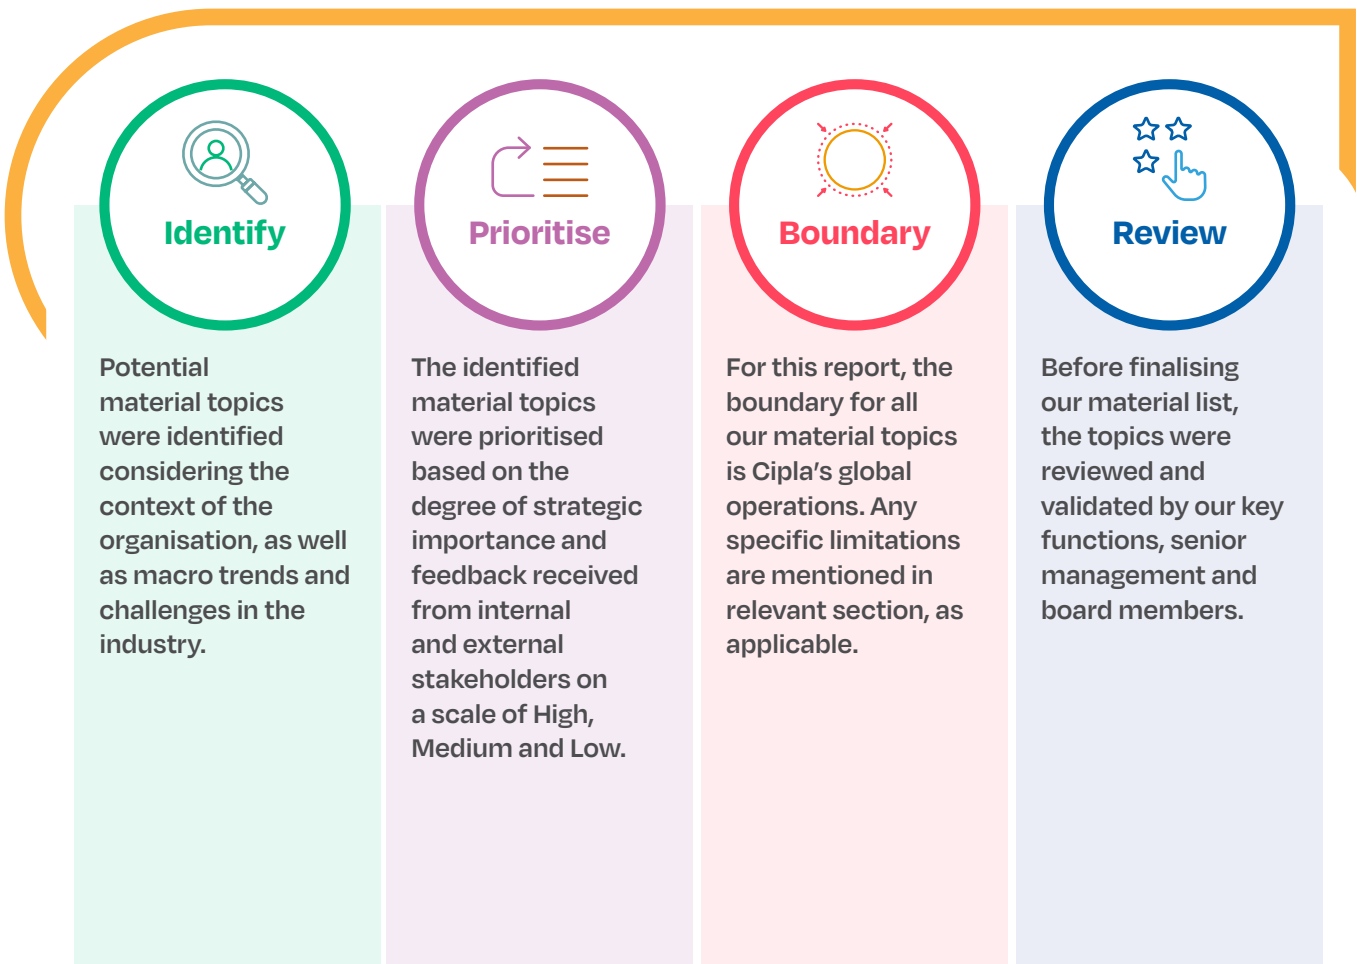 Identify
Potential
material topics
were identified
considering the
context of the
organisation, as well
as macro trends and
challenges in the
industry.
Prioritise
The identified
material topics
were prioritised
based on the
degree of strategic
importance and
feedback received
from internal
and external
stakeholders on
a scale of High,
Medium and Low.
Boundary
For this report, the
boundary for all
our material topics
is Cipla’s global
operations. Any
specific limitations
are mentioned in
relevant section, as
applicable.
Review
Before finalising
our material list,
the topics were
reviewed and
validated by our key
functions, senior
management and
board members.